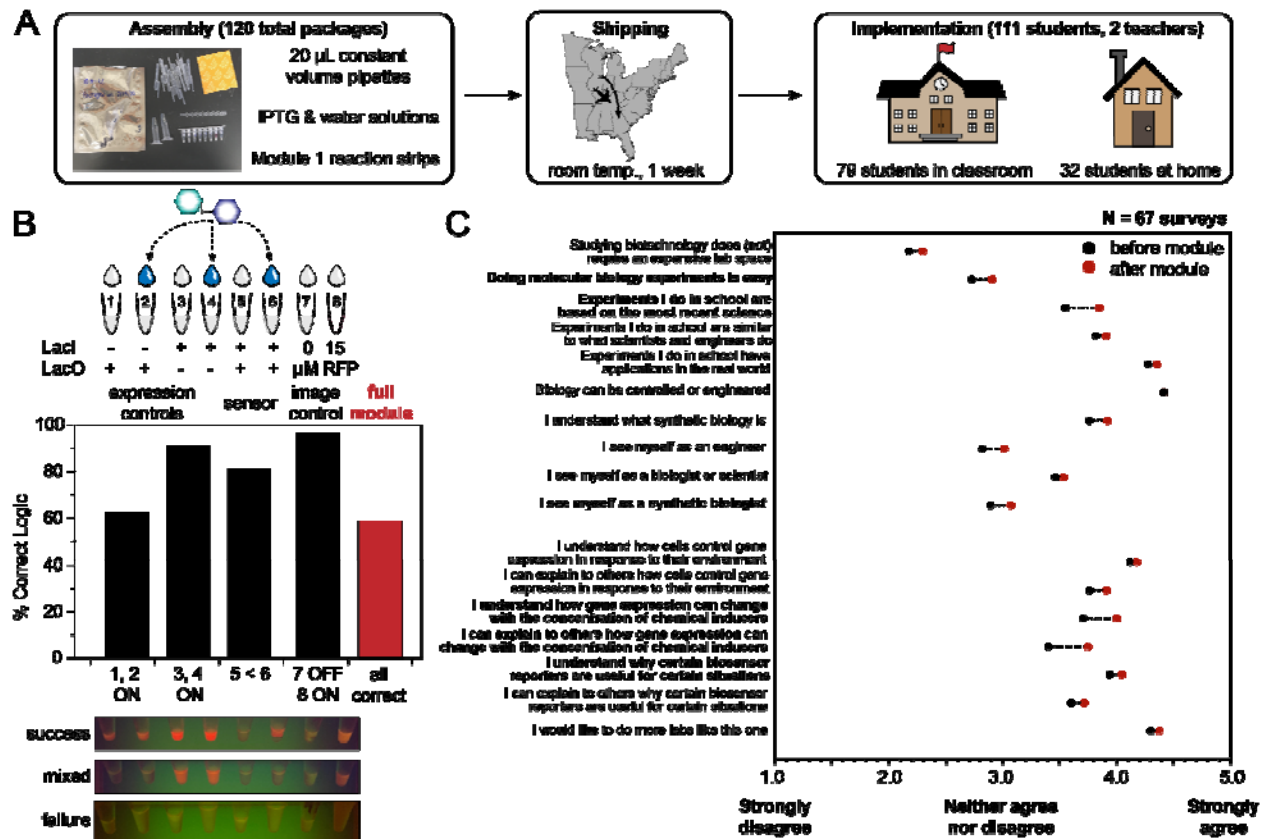 A
Assembly (120 total packages)
20 µL constant
volume pipettes
IPTG & water solutions
Module 1 reaction strips
Shipping
room temp., 1 week
Implementation (111 students, 2 teachers)
79 students in classroom
32 students at home
B
1 2 3 4 5 6 7 8
LacI - - + + + + 0 15
LacO + + - - + + µM RFP
expression
controls
sensor
image
control
full
module
% Correct Logic
100
80
60
40
20
0
1, 2
ON
3, 4
ON
5 < 6
7 OFF
8 ON
all
correct
success
mixed
failure
C
N = 67 surveys
before module
after module
Studying biotechnology does (not)
require an expensive lab space
Doing molecular biology experiments is easy
Experiments I do in school are
based on the most recent science
Experiments I do in school are similar
to what scientists and engineers do
Experiments I do in school have
applications in the real world
Biology can be controlled or engineered
I understand what synthetic biology is
I see myself as an engineer
I see myself as a biologist or scientist
I see myself as a synthetic biologist
I understand how cells control gene
expression in response to their environment
I can explain to others how cells control gene
expression in response to their environment
I understand how gene expression can change
with the concentration of chemical inducers
I can explain to others how gene expression can
change with the concentration of chemical inducers
I understand why certain biosensor
reporters are useful for certain situations
I can explain to others why certain biosensor
reporters are useful for certain situations
I would like to do more labs like this one
1.0 2.0 3.0 4.0 5.0
Strongly
disagree
Neither agree
nor disagree
Strongly
agree